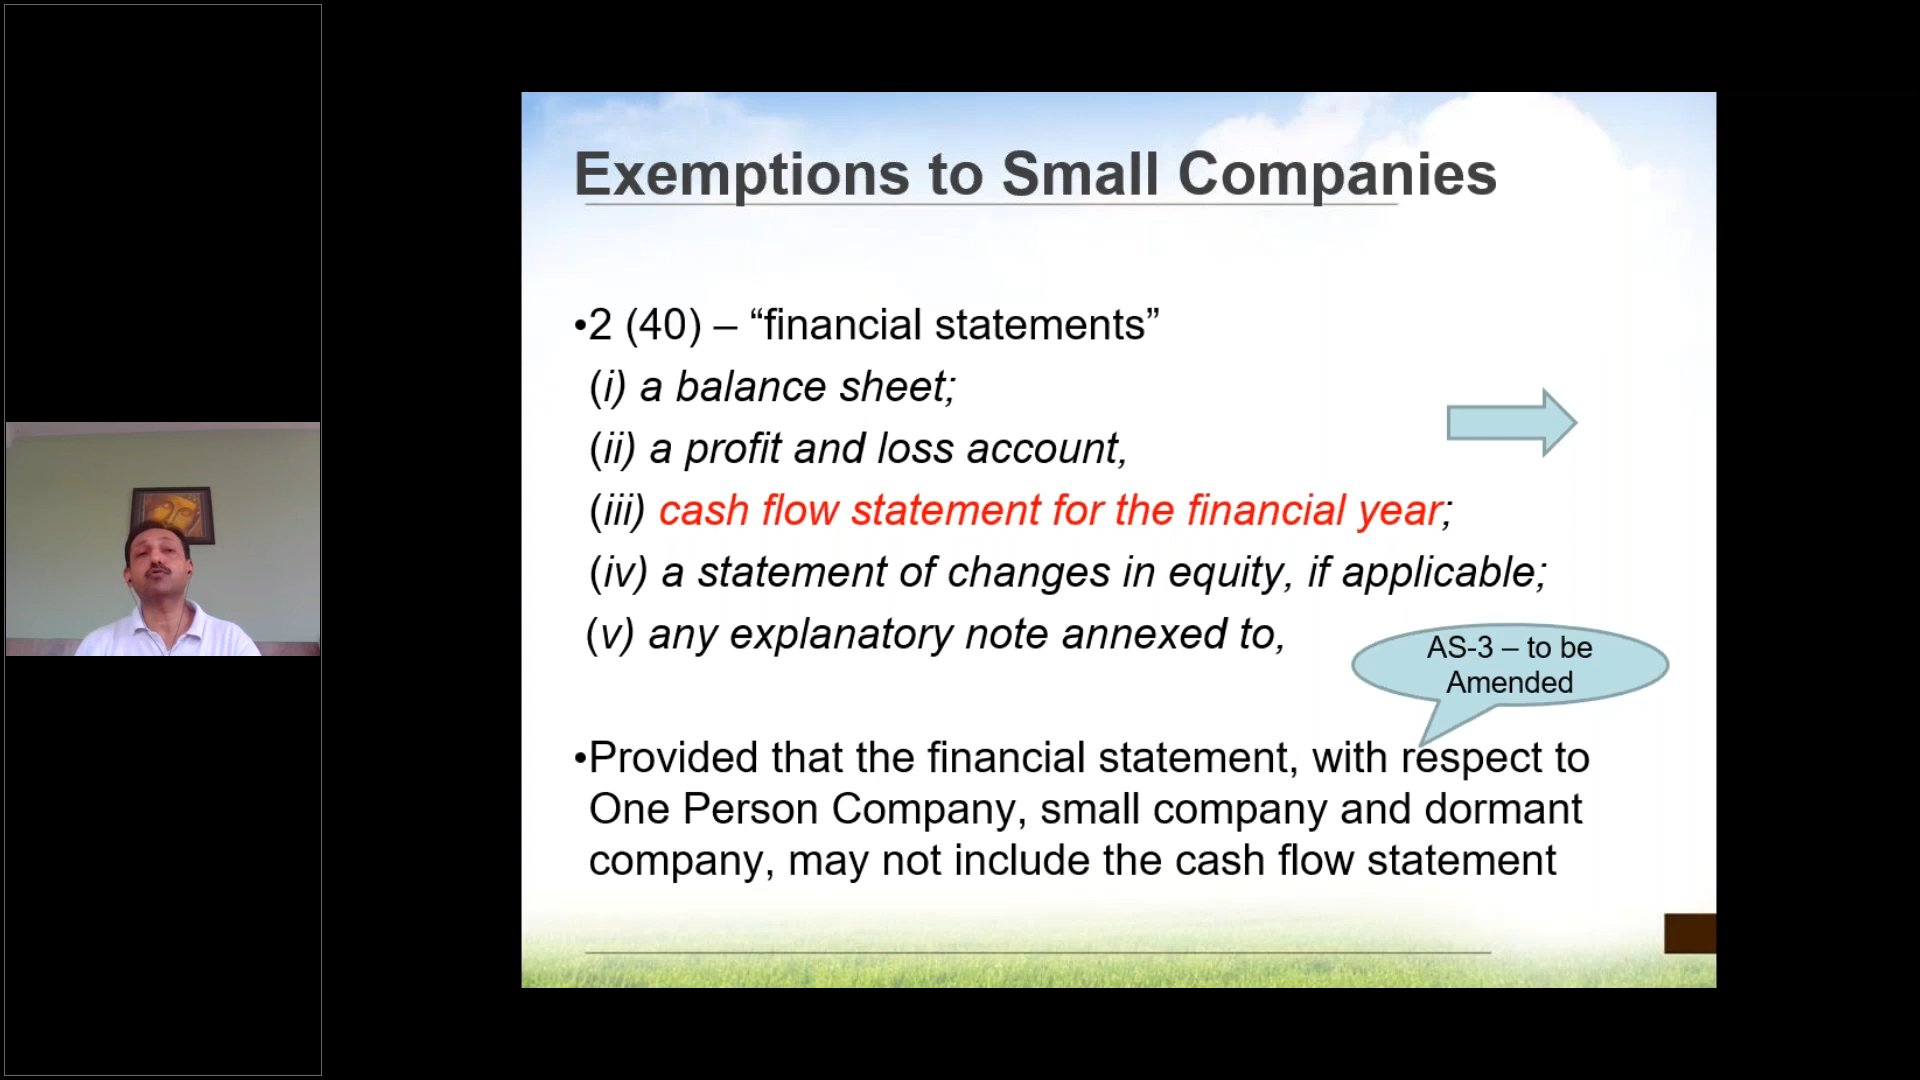 Exemptions to Small Companies
•2 (40) – “financial statements”
(i) a balance sheet;
(ii) a profit and loss account,
(iii) cash flow statement for the financial year;
(iv) a statement of changes in equity, if applicable;
(v) any explanatory note annexed to,
AS-3 – to be
Amended
•Provided that the financial statement, with respect to
One Person Company, small company and dormant
company, may not include the cash flow statement